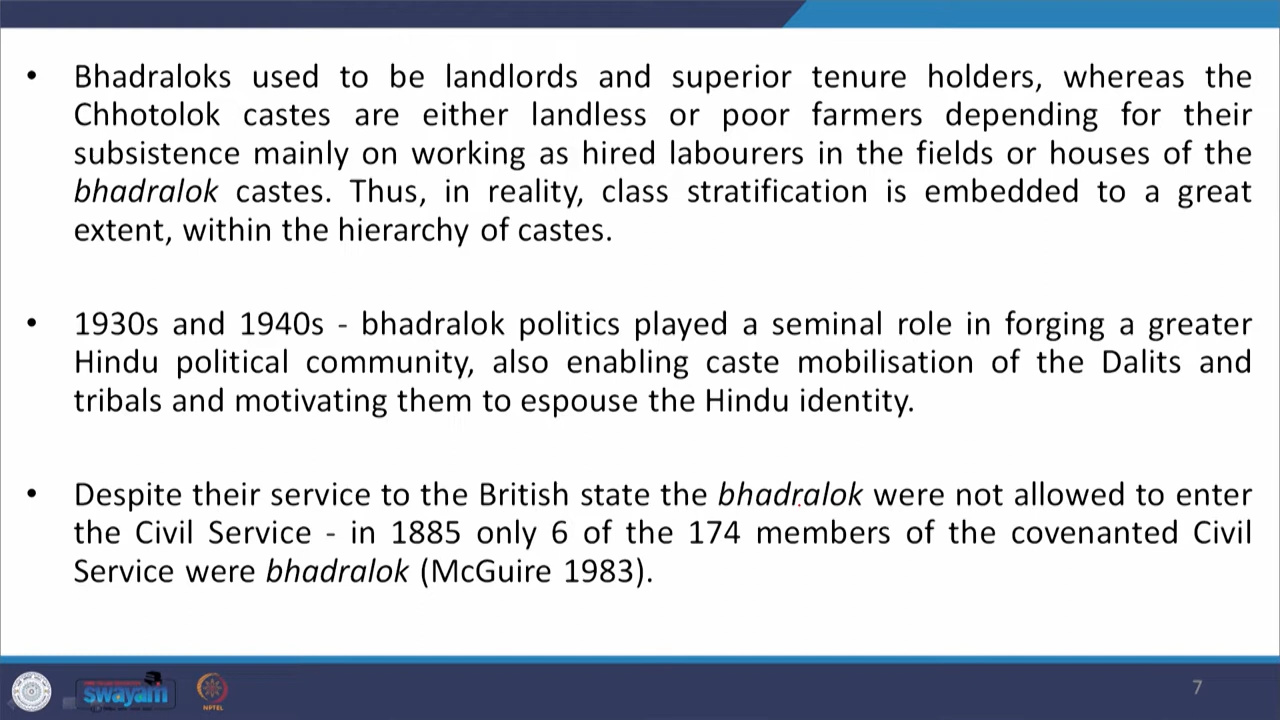 • Bhadraloks used to be landlords and superior tenure holders, whereas the
Chhotolok castes are either landless or poor farmers depending for their
subsistence mainly on working as hired labourers in the fields or houses of the
bhadralok castes. Thus, in reality, class stratification is embedded to a great
extent, within the hierarchy of castes.
• 1930s and 1940s - bhadralok politics played a seminal role in forging a greater
Hindu political community, also enabling caste mobilisation of the Dalits and
tribals and motivating them to espouse the Hindu identity.
• Despite their service to the British state the bhadralok were not allowed to enter
the Civil Service - in 1885 only 6 of the 174 members of the covenanted Civil
Service were bhadralok (McGuire 1983).
swayam
NPTEL
7